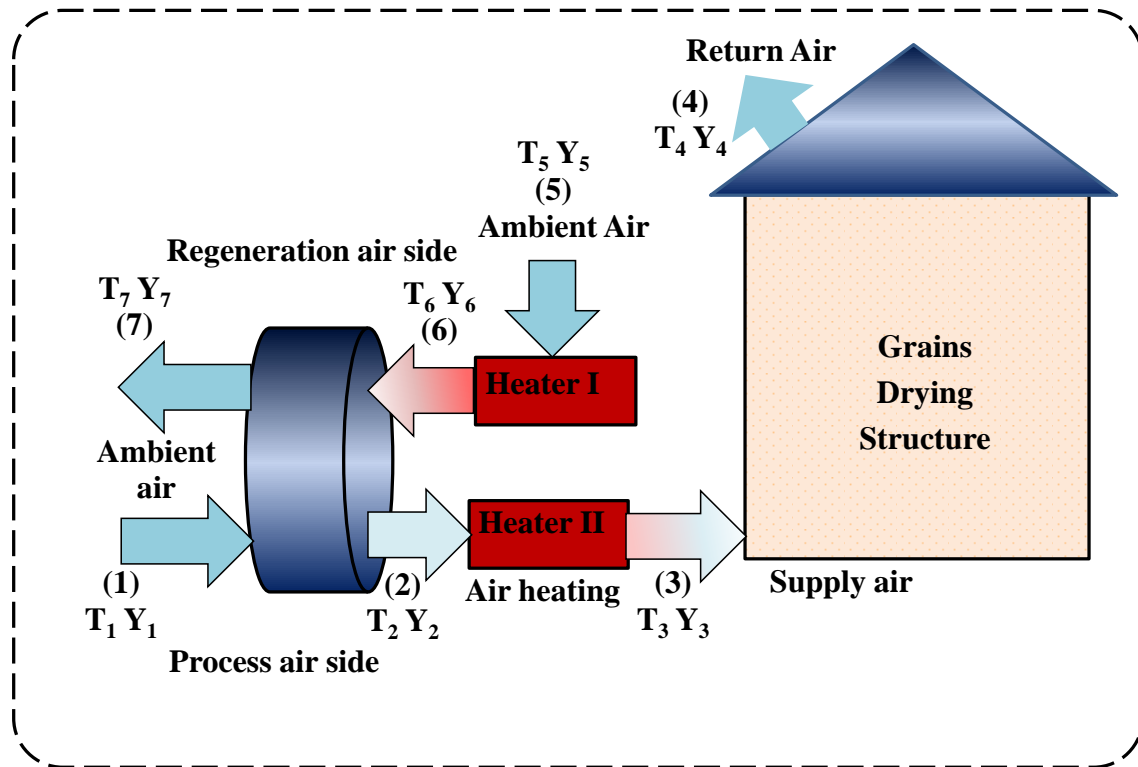 Return Air
(4)
T₄ Y₄
T₅ Y₅
(5)
Ambient Air
Regeneration air side
T₇ Y₇
(7)
T₆ Y₆
(6)
Heater I
Grains
Drying
Structure
Ambient
air
Heater II
(1)
T₁ Y₁
(2)
T₂ Y₂
Air heating
(3)
T₃ Y₃
Supply air
Process air side